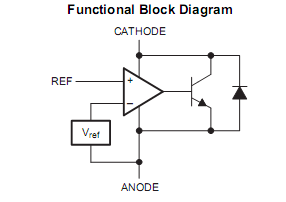 Functional Block Diagram
CATHODE
REF
+
−
Vref
ANODE